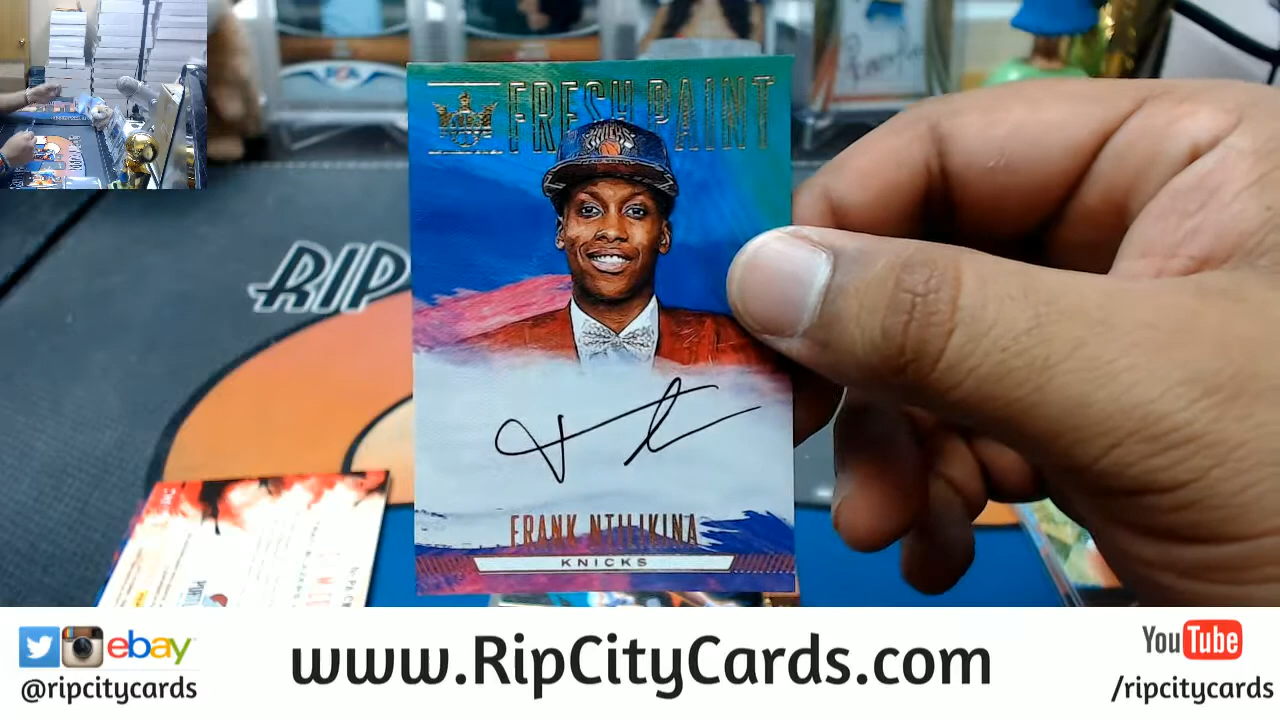 FRESH PAINT
RIP
FRANK NTILIKINA
KNICKS
ebay
@ripcitycards
www.RipCityCards.com
YouTube
/ripcitycards